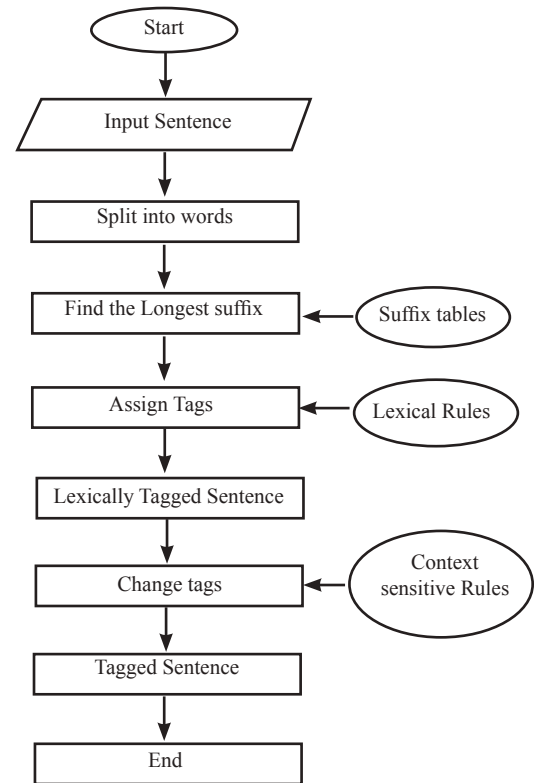 Start
Input Sentence
Split into words
Find the Longest suffix
Suffix tables
Assign Tags
Lexical Rules
Lexically Tagged Sentence
Context
sensitive Rules
Change tags
Tagged Sentence
End